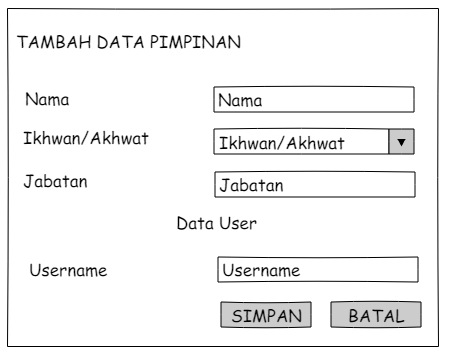 TAMBAH DATA PIMPINAN
Nama Nama
Ikhwan/Akhwat Ikhwan/Akhwat
Jabatan Jabatan
Data User
Username Username
SIMPAN BATAL